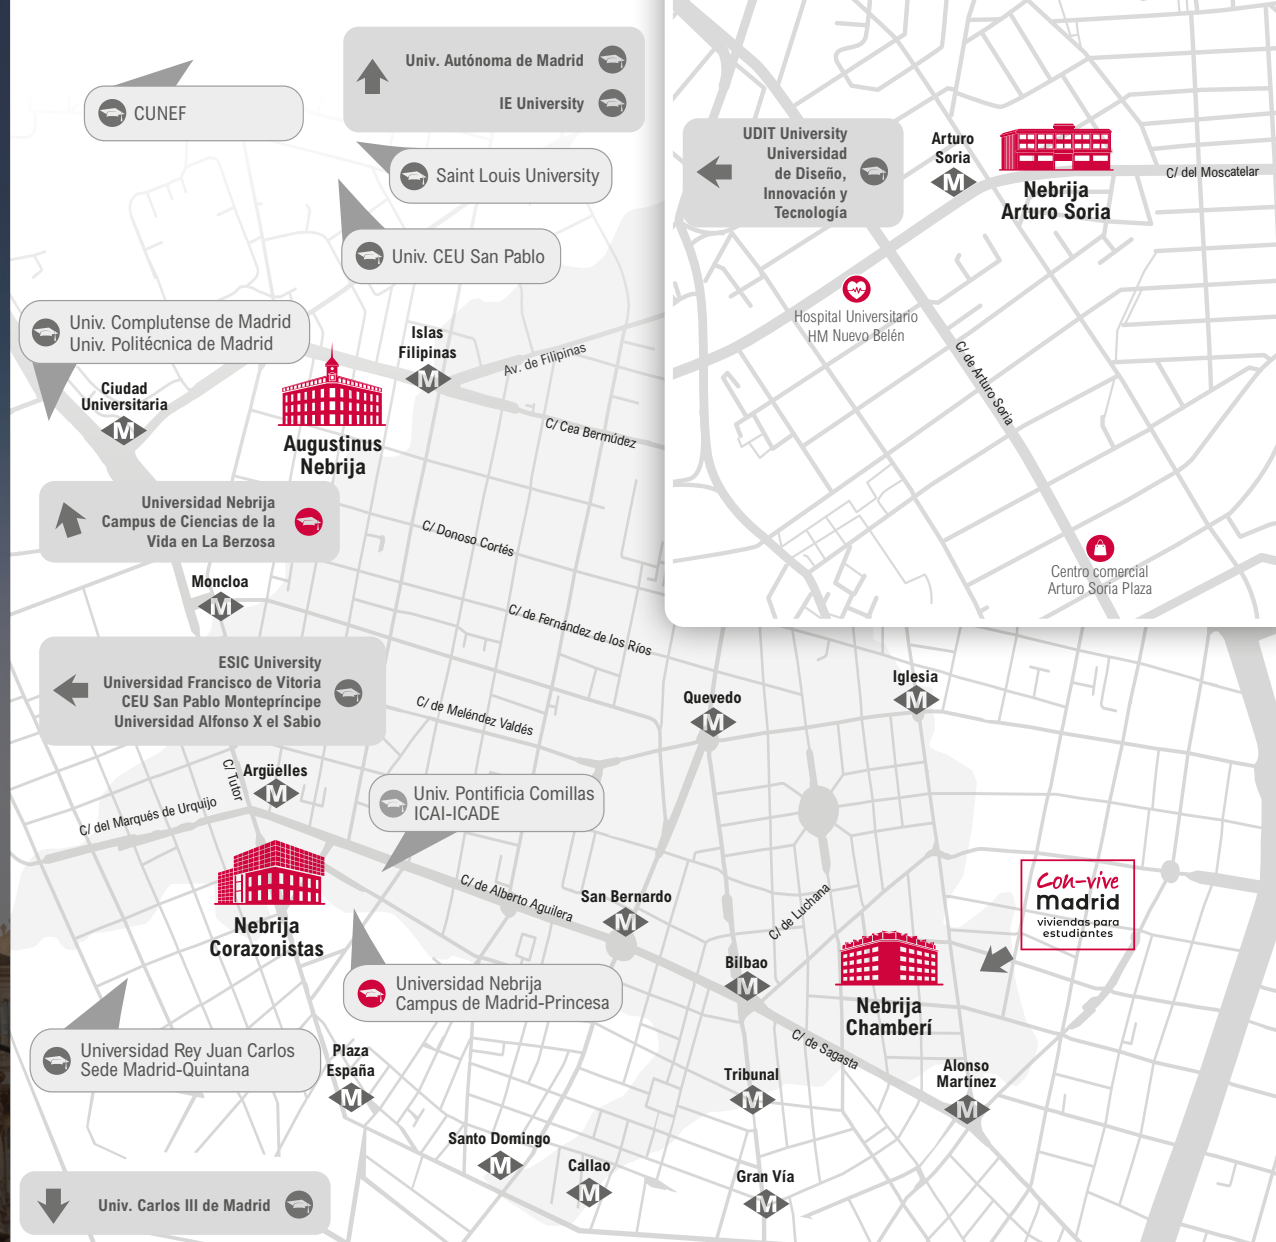 Univ. Autónoma de Madrid
IE University
CUNEF
Saint Louis University
Univ. CEU San Pablo
Univ. Complutense de Madrid
Univ. Politécnica de Madrid
Ciudad
Universitaria
M
Islas
Filipinas
M
Av. de Filipinas
C/ Cea Bermúdez
Augustinus
Nebrija
Universidad Nebrija
Campus de Ciencias de la
Vida en La Berzosa
C/ Donoso Cortés
Moncloa
M
C/ de Fernández de los Ríos
ESIC University
Universidad Francisco de Vitoria
CEU San Pablo Montepríncipe
Universidad Alfonso X el Sabio
C/ de Meléndez Valdés
Quevedo
M
Iglesia
M
C/ Tutor
Argüelles
M
C/ del Marqués de Urquijo
Univ. Pontificia Comillas
ICAI-ICADE
C/ de Alberto Aguilera
San Bernardo
M
C/ de Luchana
Con-vive
Madrid
viviendas para
estudiantes
Nebrija
Corazonistas
Bilbao
M
Universidad Nebrija
Campus de Madrid-Princesa
Nebrija
Chamberí
C/ de Sagasta
Universidad Rey Juan Carlos
Sede Madrid-Quintana
Plaza
España
M
Tribunal
M
Alonso
Martínez
M
Santo Domingo
M
Callao
M
Gran Vía
M
Univ. Carlos III de Madrid
UDIT University
Universidad
de Diseño,
Innovación y
Tecnología
Arturo
Soria
M
Nebrija
Arturo Soria
C/ del Moscatelar
Hospital Universitario
HM Nuevo Belén
C/ de Arturo Soria
Centro comercial
Arturo Soria Plaza